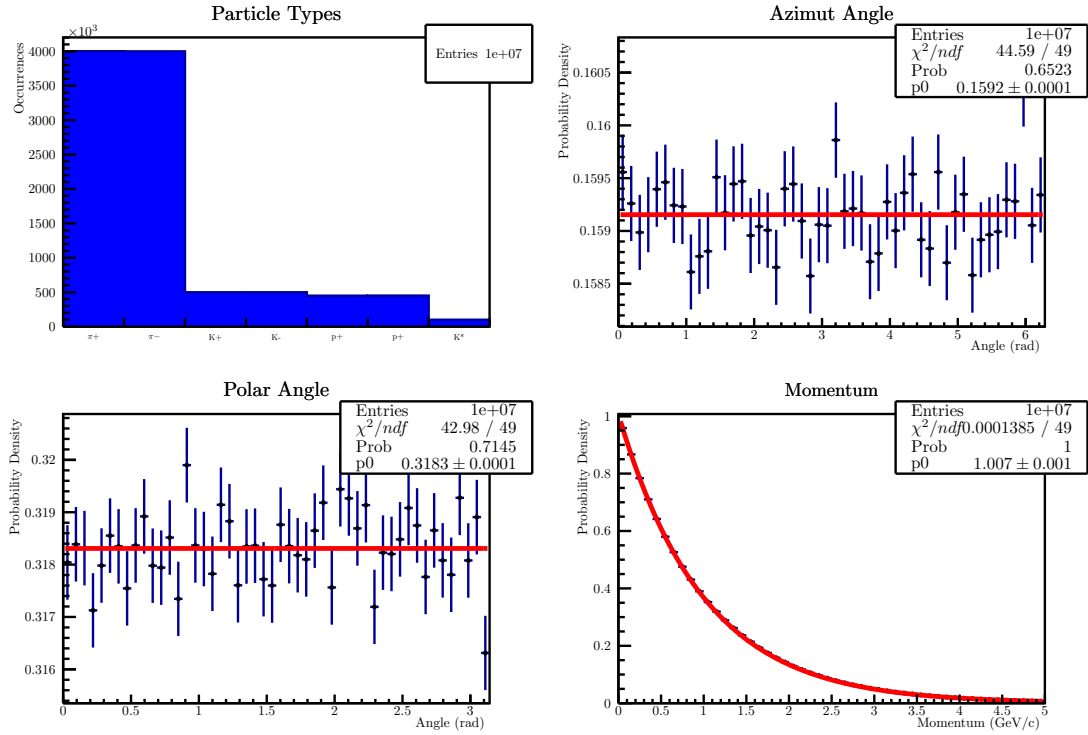 Particle Types
×10³
Occurrences
Entries 1e+07
4000
3500
3000
2500
2000
1500
1000
500
0
π+ π− K+ K- p+ p+ K*
Azimut Angle
Probability Density
Entries 1e+07
χ²/ndf 44.59 / 49
Prob 0.6523
p0 0.1592 ± 0.0001
0.1605
0.16
0.1595
0.159
0.1585
0 1 2 3 4 5 6
Angle (rad)
Polar Angle
Probability Density
Entries 1e+07
χ²/ndf 42.98 / 49
Prob 0.7145
p0 0.3183 ± 0.0001
0.32
0.319
0.318
0.317
0.316
0 0.5 1 1.5 2 2.5 3
Angle (rad)
Momentum
Probability Density
Entries 1e+07
χ²/ndf 0.0001385 / 49
Prob 1
p0 1.007 ± 0.001
1
0.8
0.6
0.4
0.2
0
0 0.5 1 1.5 2 2.5 3 3.5 4 4.5 5
Momentum (GeV/c)